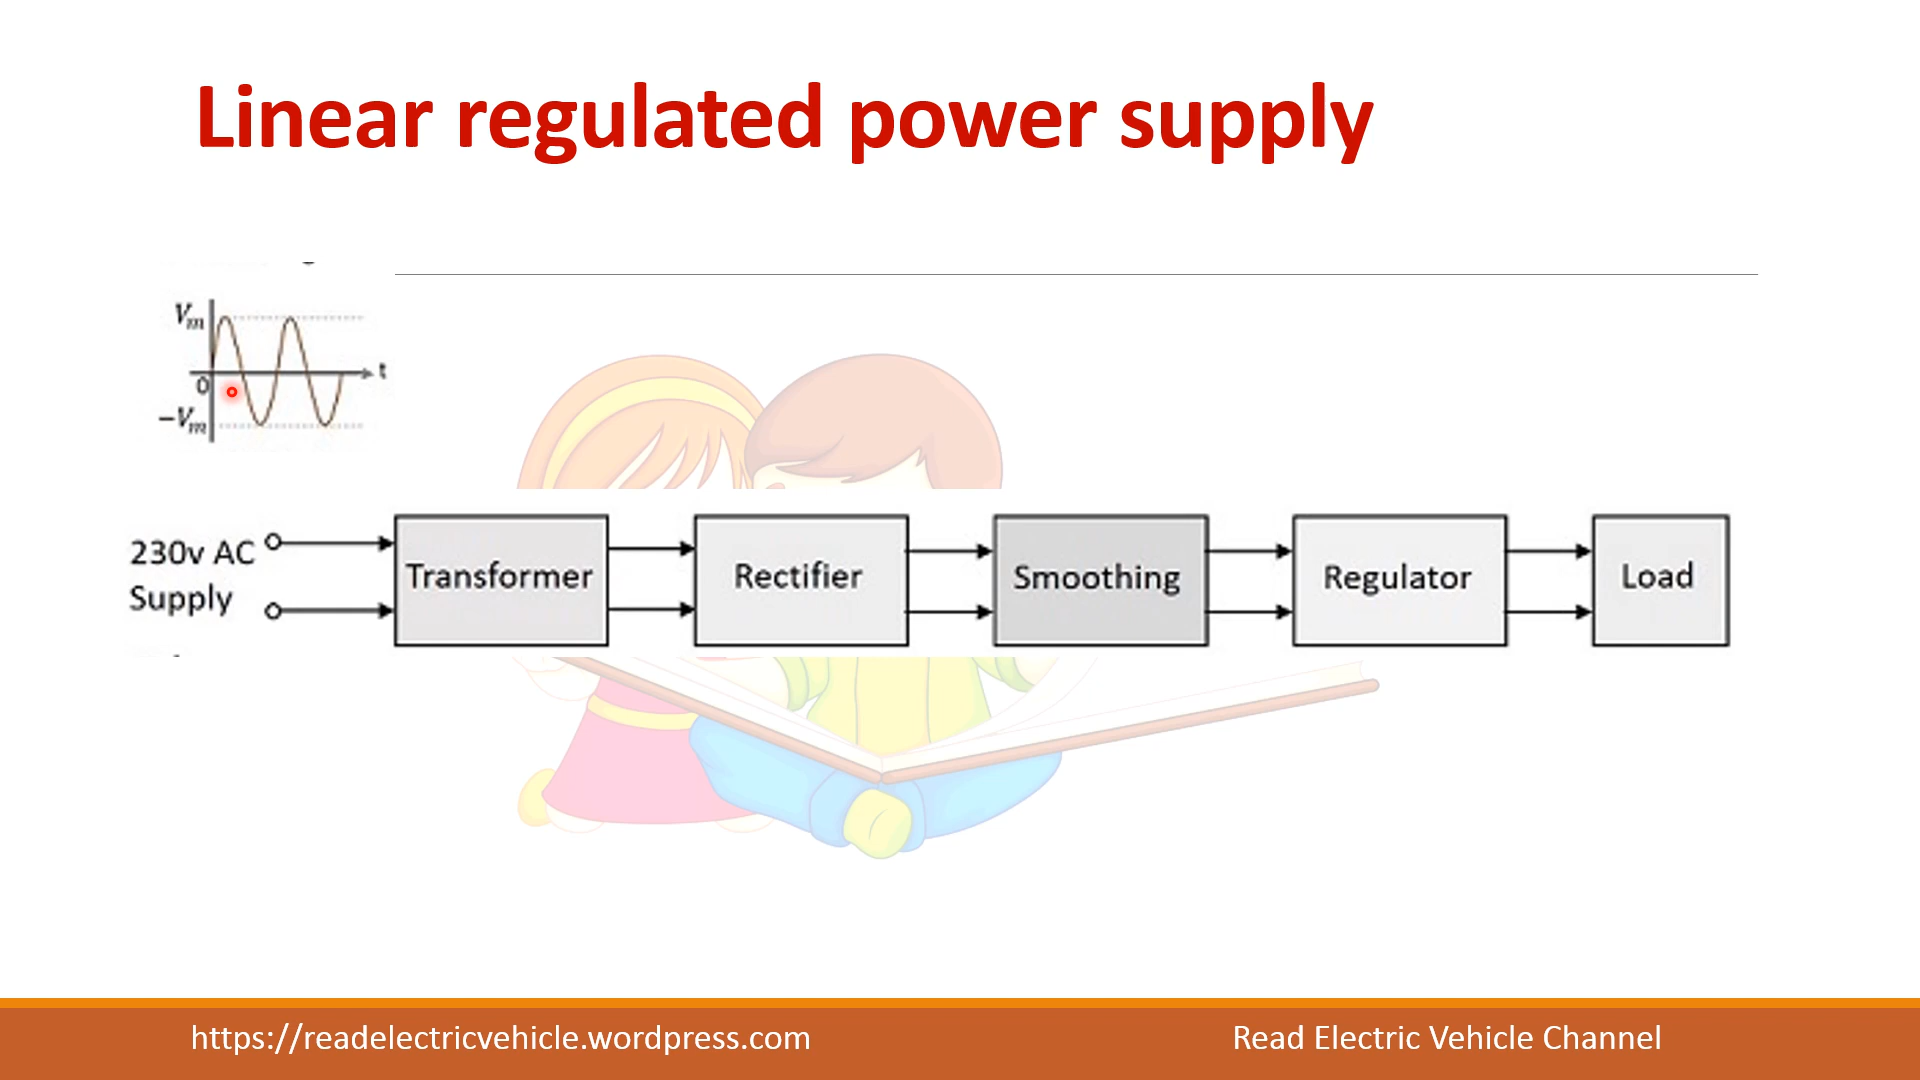 Linear regulated power supply
Vm
t
0
−Vm
230v AC
Supply
Transformer
Rectifier
Smoothing
Regulator
Load
https://readelectricvehicle.wordpress.com
Read Electric Vehicle Channel